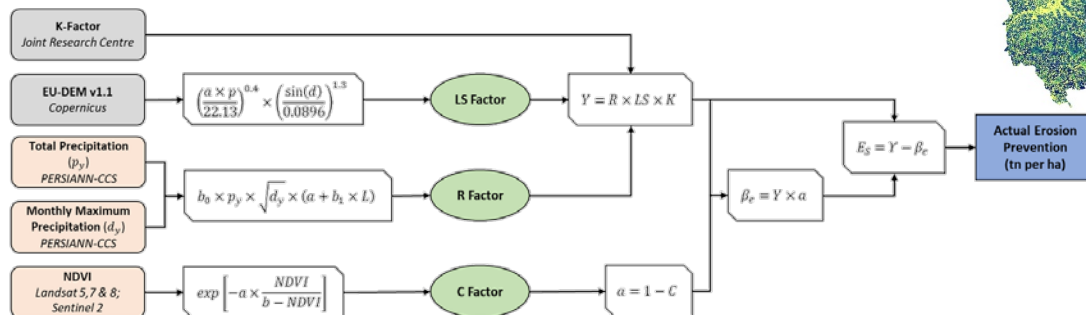 K-Factor
Joint Research Centre
EU-DEM v1.1
Copernicus
(a × p / 22.13)^0.4 × (sin(d) / 0.0896)^1.3
LS Factor
Y = R × LS × K
Total Precipitation
(p_y)
PERSIANN-CCS
Monthly Maximum
Precipitation (d_y)
PERSIANN-CCS
b_0 × p_y × √d_y × (a + b_1 × L)
R Factor
β_e = Y × a
E_S = Y − β_e
Actual Erosion
Prevention
(tn per ha)
NDVI
Landsat 5,7 & 8;
Sentinel 2
exp [−a × NDVI / b − NDVI]
C Factor
a = 1 − C